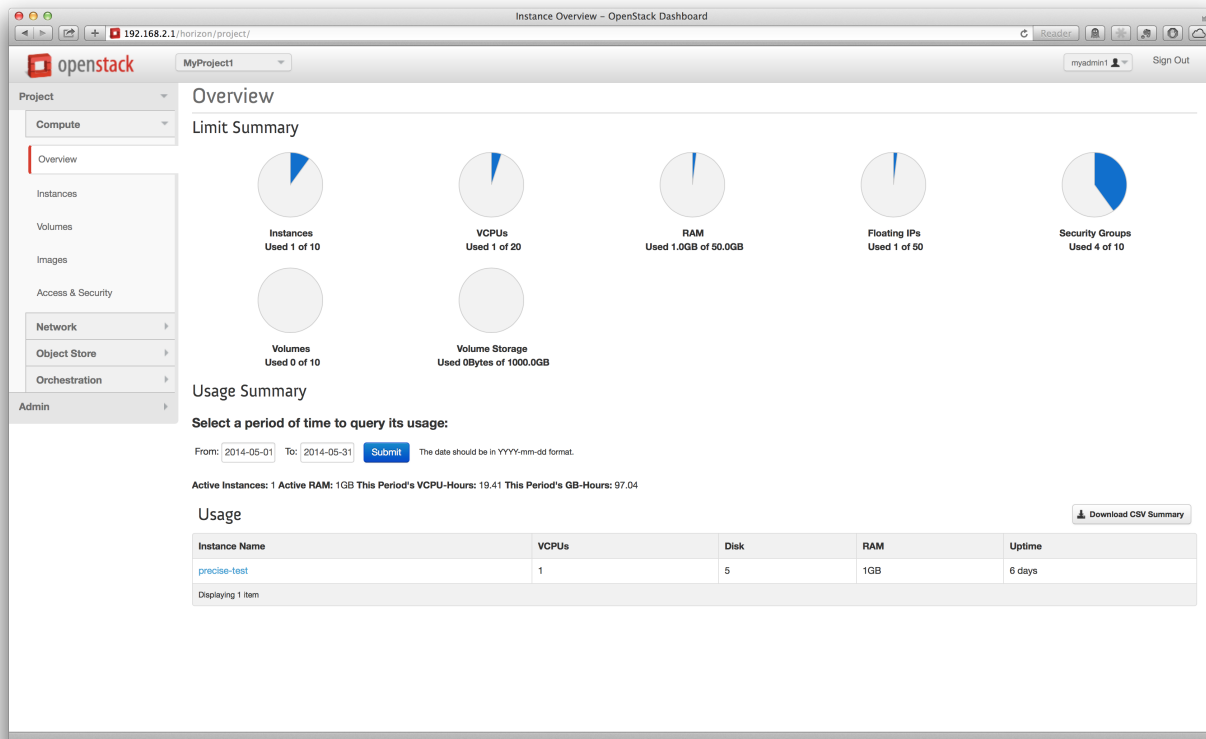 Instance Overview – OpenStack Dashboard
192.168.2.1/horizon/project/
Reader
openstack
MyProject1
myadmin1
Sign Out
Project
Compute
Overview
Instances
Volumes
Images
Access & Security
Network
Object Store
Orchestration
Admin
Overview
Limit Summary
Instances
Used 1 of 10
VCPUs
Used 1 of 20
RAM
Used 1.0GB of 50.0GB
Floating IPs
Used 1 of 50
Security Groups
Used 4 of 10
Volumes
Used 0 of 10
Volume Storage
Used 0Bytes of 1000.0GB
Usage Summary
Select a period of time to query its usage:
From: 2014-05-01 To: 2014-05-31 Submit The date should be in YYYY-mm-dd format.
Active Instances: 1 Active RAM: 1GB This Period's VCPU-Hours: 19.41 This Period's GB-Hours: 97.04
Usage
Download CSV Summary
Instance Name VCPUs Disk RAM Uptime
precise-test 1 5 1GB 6 days
Displaying 1 item